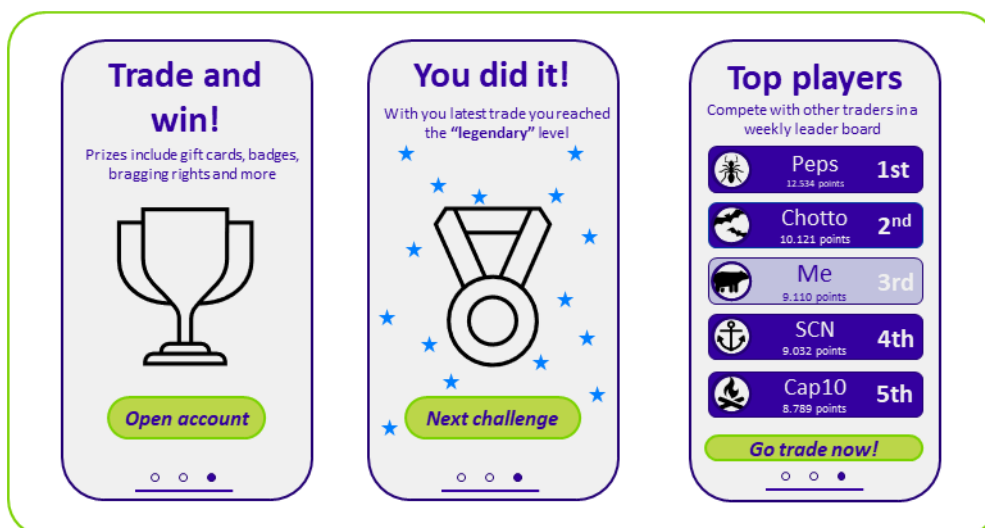 Trade and
win!
Prizes include gift cards, badges,
bragging rights and more
Open account
You did it!
With you latest trade you reached
the “legendary” level
Next challenge
Top players
Compete with other traders in a
weekly leader board
Peps
12.534 points
1st
Chotto
10.121 points
2nd
Me
9.110 points
3rd
SCN
9.032 points
4th
Cap10
8.789 points
5th
Go trade now!